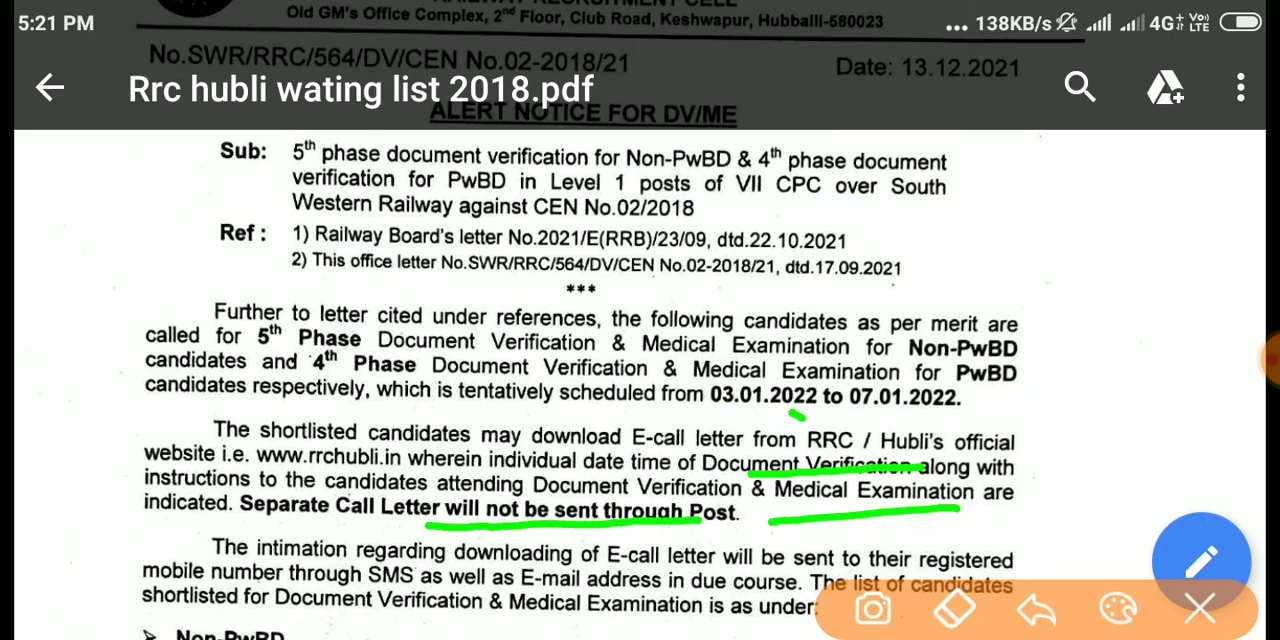 RAILWAY RECRUITMENT CELL
Old GM's Office Complex, 2nd Floor, Club Road, Keshwapur, Hubballi-580023
5:21 PM
... 138KB/s 4G+ VoLTE
No.SWR/RRC/564/DV/CEN No.02-2018/21
Date: 13.12.2021
Rrc hubli wating list 2018.pdf
ALERT NOTICE FOR DV/ME
Sub: 5th phase document verification for Non-PwBD & 4th phase document
verification for PwBD in Level 1 posts of VII CPC over South
Western Railway against CEN No.02/2018
Ref : 1) Railway Board's letter No.2021/E(RRB)/23/09, dtd.22.10.2021
2) This office letter No.SWR/RRC/564/DV/CEN No.02-2018/21, dtd.17.09.2021
***
Further to letter cited under references, the following candidates as per merit are
called for 5th Phase Document Verification & Medical Examination for Non-PwBD
candidates and 4th Phase Document Verification & Medical Examination for PwBD
candidates respectively, which is tentatively scheduled from 03.01.2022 to 07.01.2022.
The shortlisted candidates may download E-call letter from RRC / Hubli's official
website i.e. www.rrchubli.in wherein individual date time of Document Verification along with
instructions to the candidates attending Document Verification & Medical Examination are
indicated. Separate Call Letter will not be sent through Post.
The intimation regarding downloading of E-call letter will be sent to their registered
mobile number through SMS as well as E-mail address in due course. The list of candidates
shortlisted for Document Verification & Medical Examination is as under:
➢ Non-PwBD